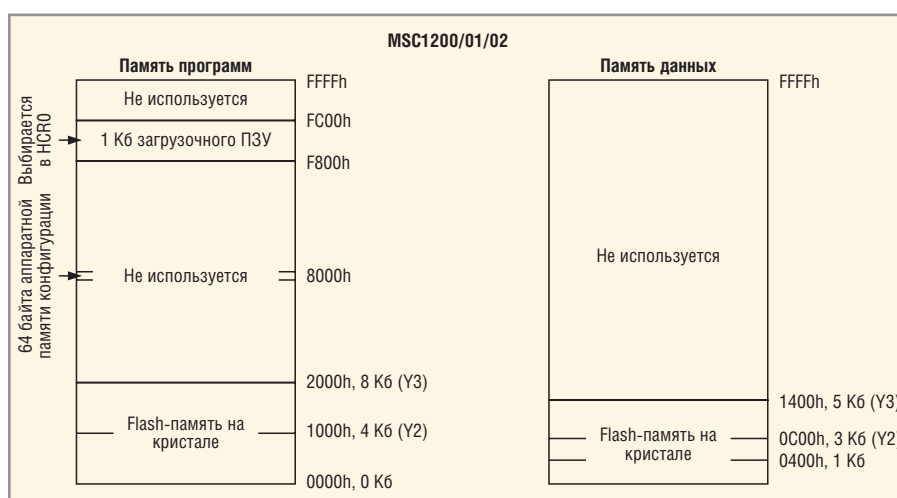 MSC1200/01/02
Память программ
FFFFh
Не используется
FC00h
1 Кб загрузочного ПЗУ
F800h
Не используется
8000h
2000h, 8 Кб (Y3)
Flash-память на
кристале
1000h, 4 Кб (Y2)
0000h, 0 Кб
Выбирается
в HCR0
64 байта аппаратной
памяти конфигурации
Память данных
FFFFh
Не используется
1400h, 5 Кб (Y3)
Flash-память на
кристале
0C00h, 3 Кб (Y2)
0400h, 1 Кб